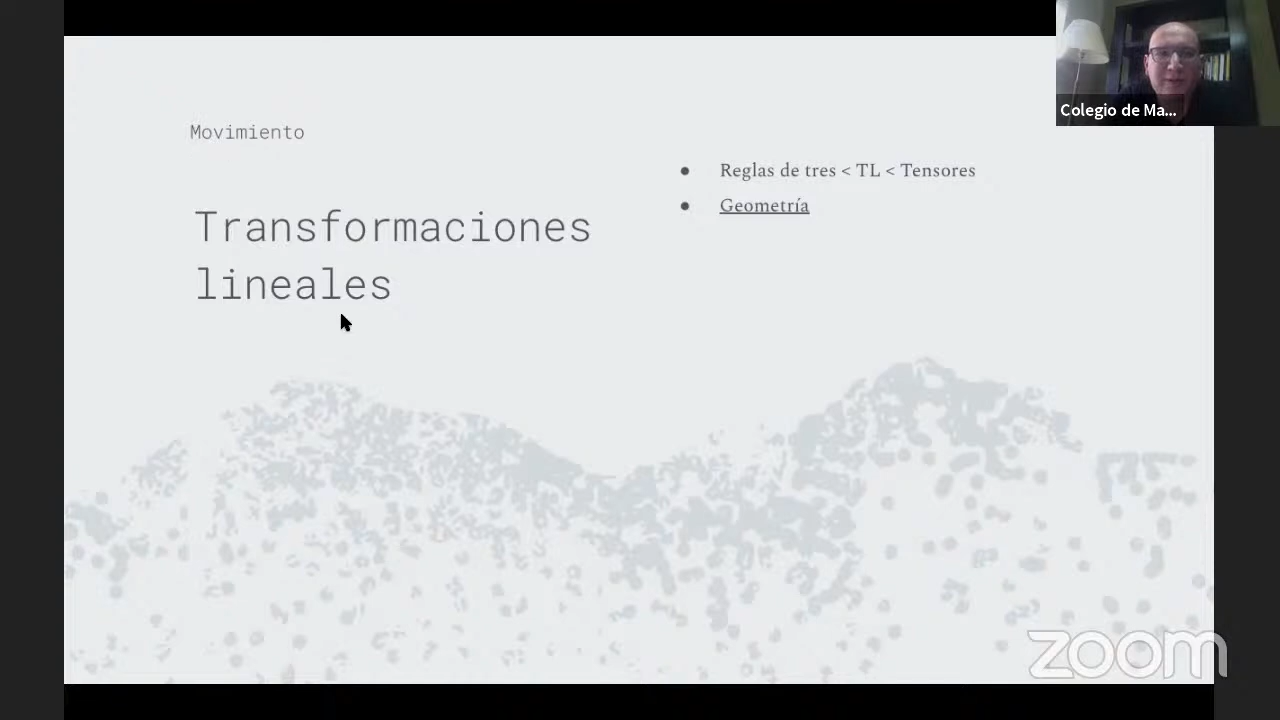 Colegio de Ma...
Movimiento
Transformaciones
lineales
● Reglas de tres < TL < Tensores
● Geometría
zoom